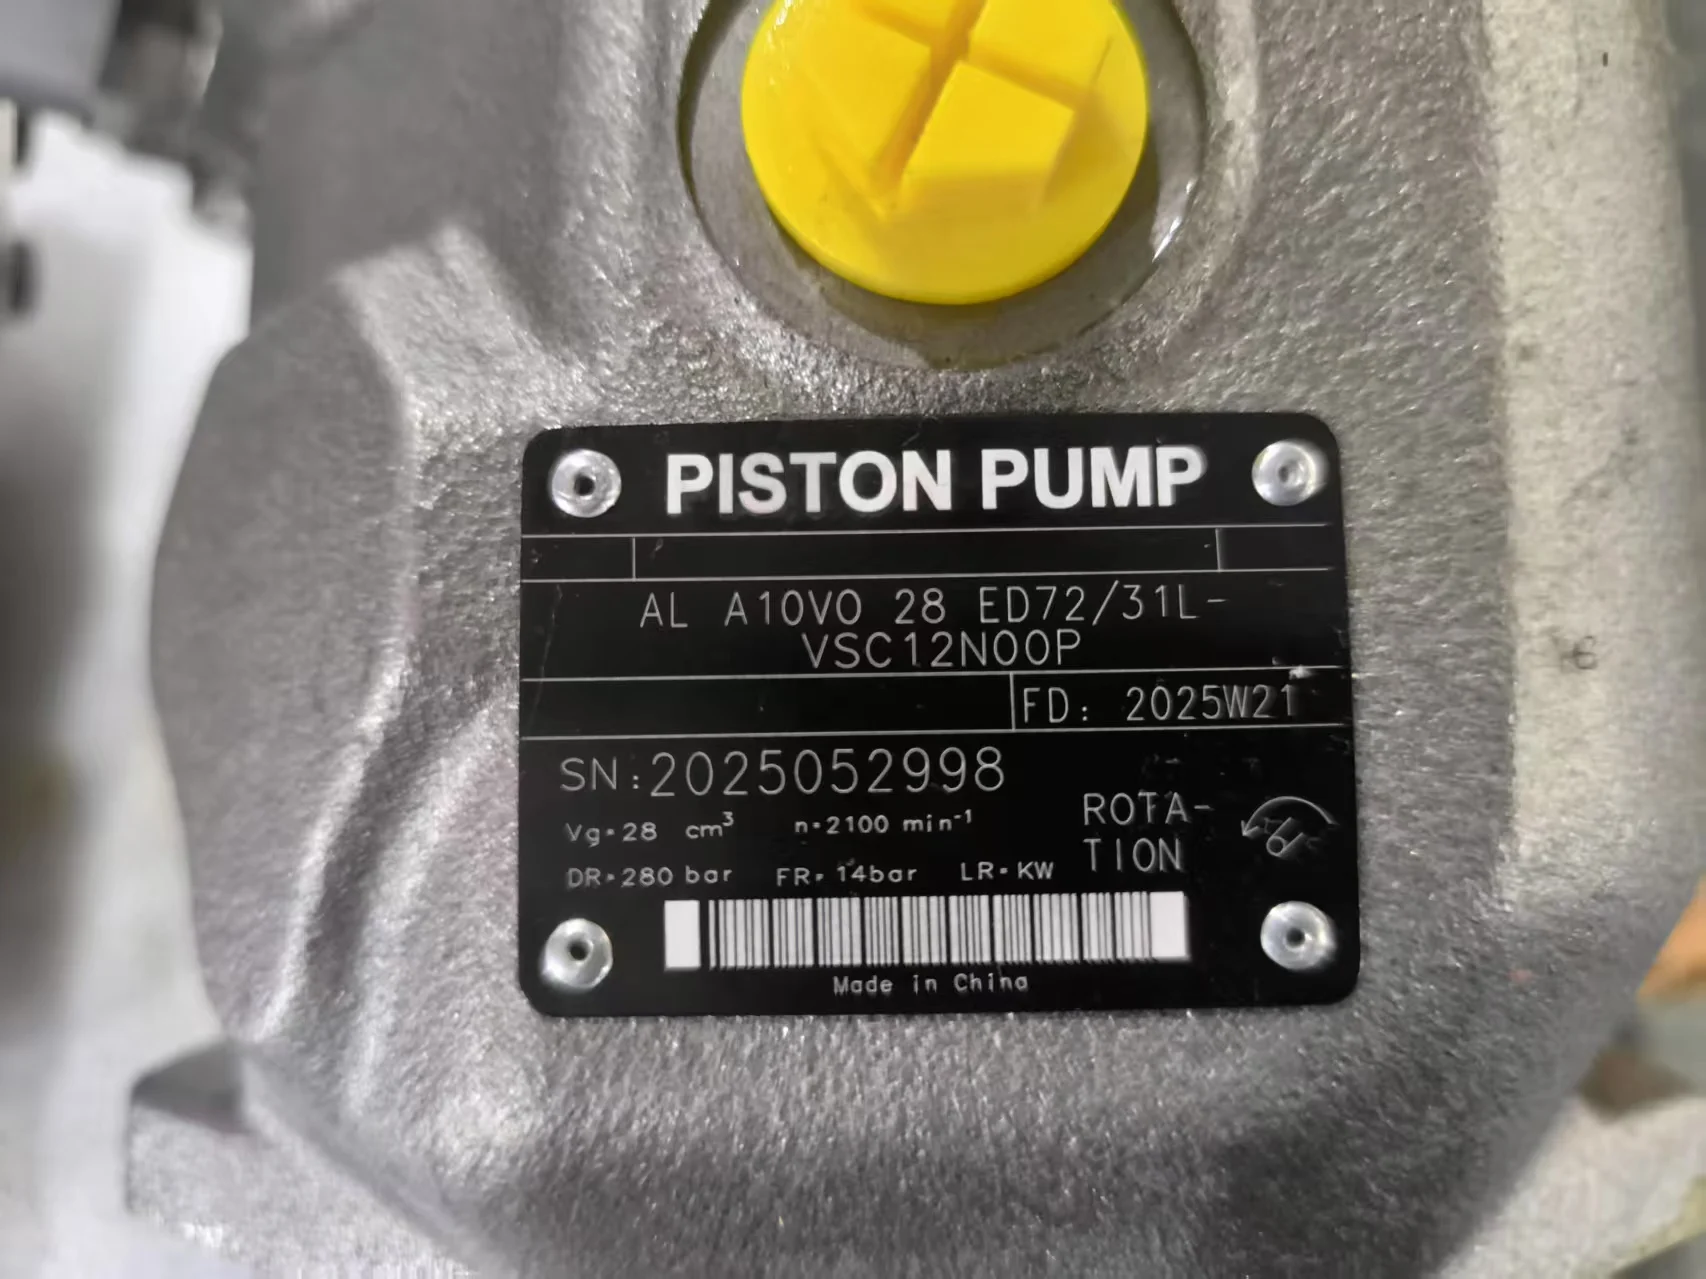 PISTON PUMP
AL A10VO 28 ED72/31L-
VSC12N00P
FD: 2025W21
SN:2025052998
Vg=28 cm³ n=2100 min⁻¹
ROTA-
TION
DR=280 bar FR=14bar LR=KW
Made in China